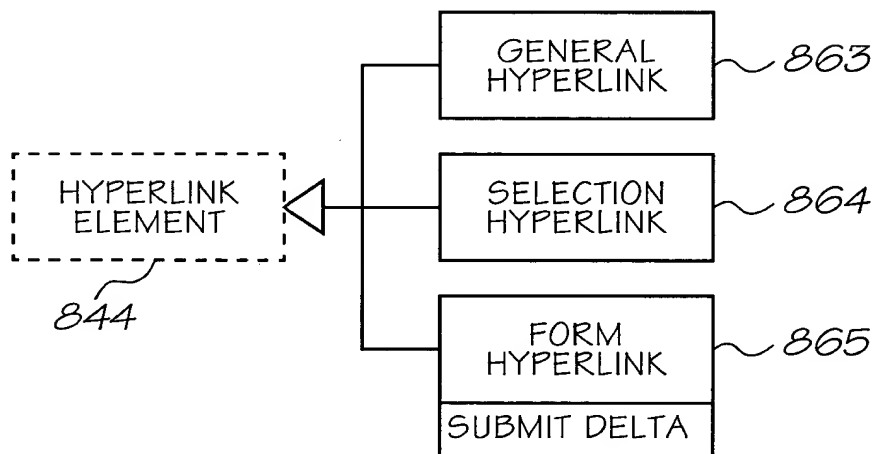 GENERAL
HYPERLINK
863
HYPERLINK
ELEMENT
844
SELECTION
HYPERLINK
864
FORM
HYPERLINK
865
SUBMIT DELTA